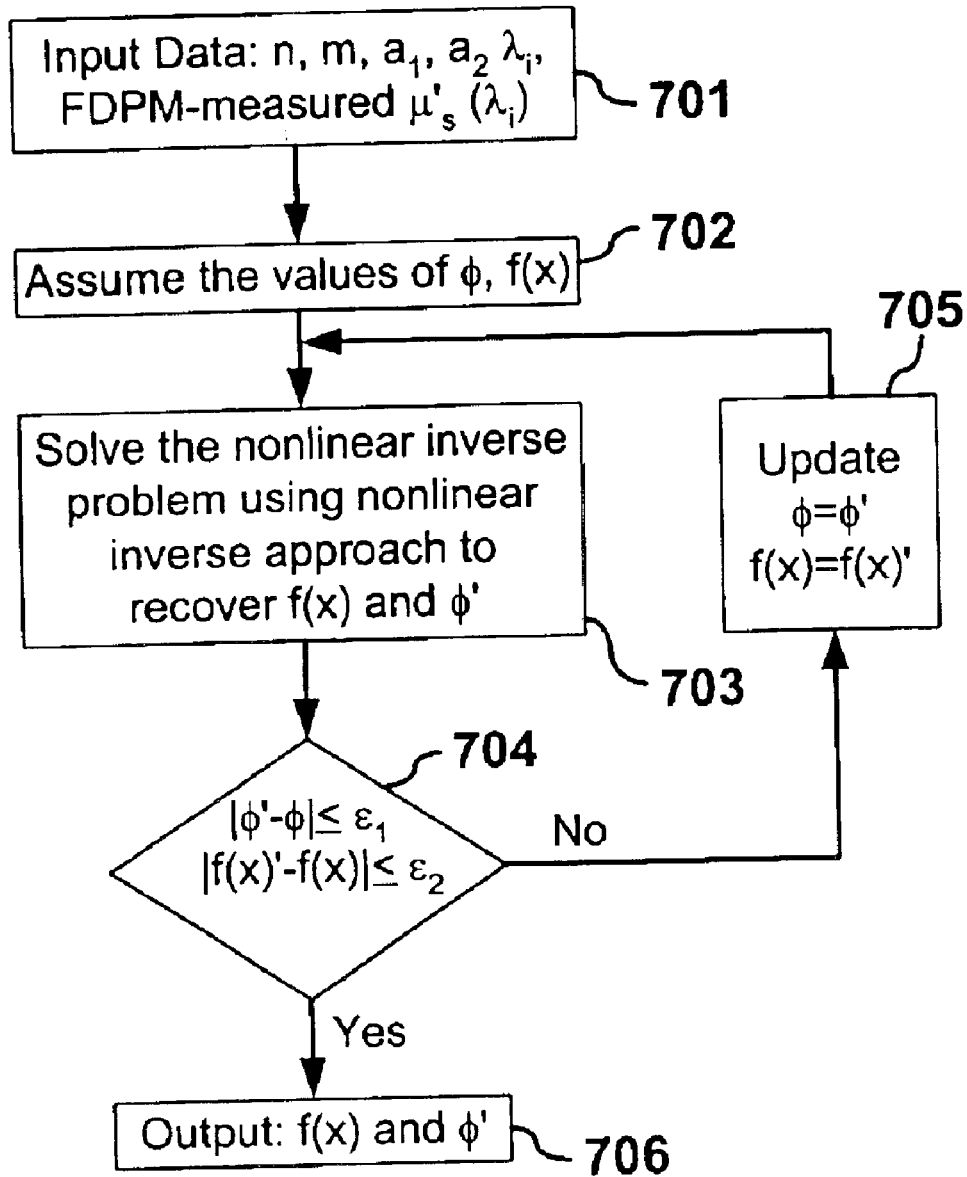 Input Data: n, m, a₁, a₂ λᵢ,
FDPM-measured μ'ₛ (λᵢ)
701
702
Assume the values of ϕ, f(x)
705
Solve the nonlinear inverse
problem using nonlinear
inverse approach to
recover f(x) and ϕ'
Update
ϕ=ϕ'
f(x)=f(x)'
703
704
|ϕ'-ϕ|≤ ε₁
|f(x)'-f(x)|≤ ε₂
No
Yes
Output: f(x) and ϕ'
706